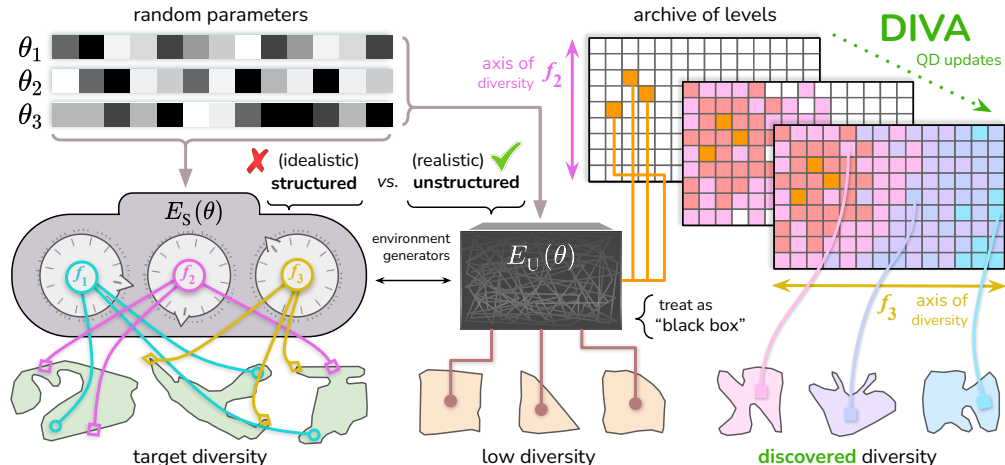 random parameters
θ1
θ2
θ3
archive of levels
DIVA
QD updates
axis of
diversity
f2
✘ (idealistic)
structured
vs.
(realistic) ✓
unstructured
E_S(θ)
f1
f2
f3
environment
generators
E_U(θ)
treat as
“black box”
f3
axis of
diversity
target diversity
low diversity
discovered diversity